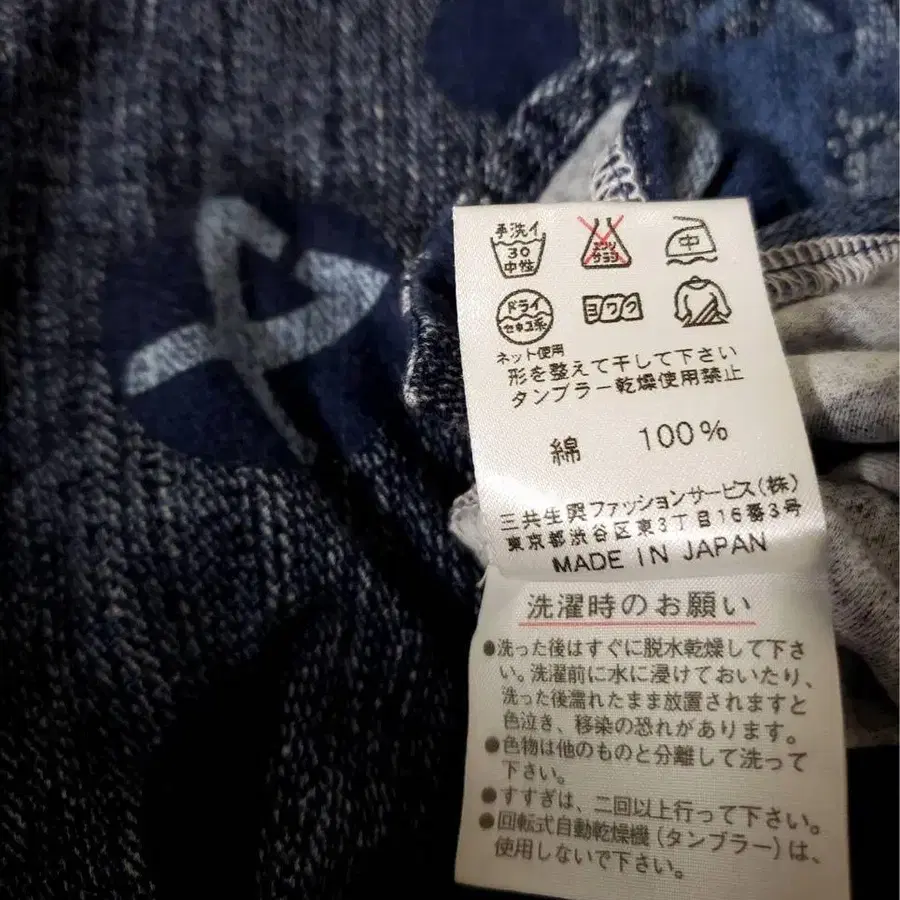 手洗イ
30
中性
エンソ
サラシ
中
ドライ
セキユ系
ヨワク
ネット使用
形を整えて干して下さい
タンブラー乾燥使用禁止
綿 100%
三共生興ファッションサービス(株)
東京都渋谷区東3丁目16番3号
MADE IN JAPAN
洗濯時のお願い
●洗った後はすぐに脱水乾燥して下さ
い。洗濯前に水に浸けておいたり、
洗った後濡れたまま放置されますと
色泣き、移染の恐れがあります。
●色物は他のものと分離して洗って
下さい。
●すすぎは、二回以上行って下さい。
●回転式自動乾燥機(タンブラー)は、
使用しないで下さい。